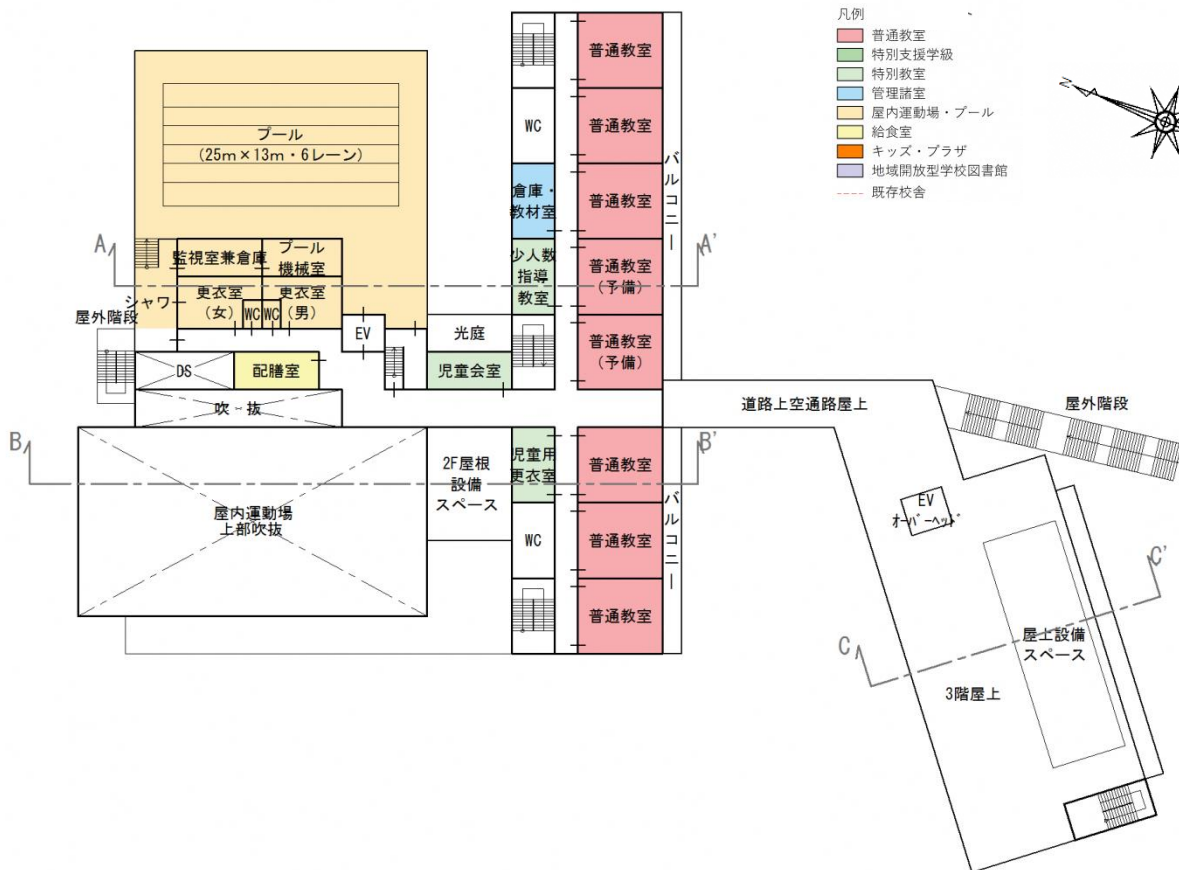 凡例
普通教室
特別支援学級
特別教室
管理諸室
屋内運動場・プール
給食室
キッズ・プラザ
地域開放型学校図書館
既存校舎
N
プール
(25m×13m・6レーン)
普通教室
WC
普通教室
倉庫・
教材室
普通教室
バルコニー
A
A'
監視室兼倉庫
プール
機械室
少人数
指導
教室
普通教室
(予備)
シャワー
更衣室
(女)
WC
WC
更衣室
(男)
屋外階段
EV
光庭
普通教室
(予備)
DS
配膳室
児童会室
吹・抜
道路上空通路屋上
屋外階段
B
B'
2F屋根
設備
スペース
児童用
更衣室
普通教室
屋内運動場
上部吹抜
WC
普通教室
バルコニー
普通教室
EV
オーバーヘッド
C'
C
屋上設備
スペース
3階屋上